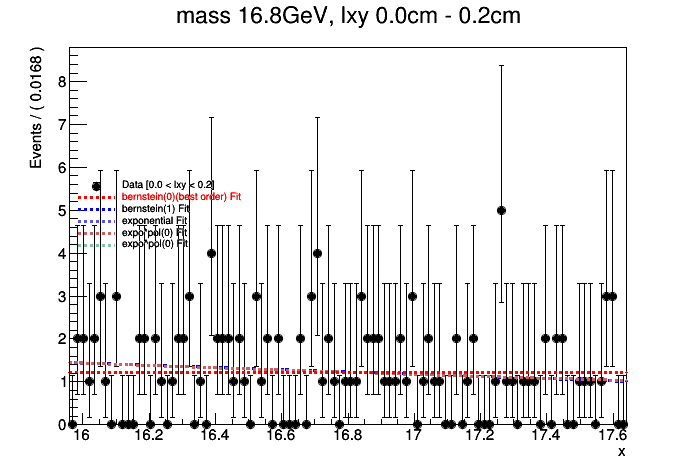 mass 16.8GeV, lxy 0.0cm - 0.2cm
Events / ( 0.0168 )
8
7
6
5
4
3
2
1
0
Data [0.0 < lxy < 0.2]
bernstein(0)(best order) Fit
bernstein(1) Fit
exponential Fit
expo*pol(0) Fit
expo*pol(0) Fit
16 16.2 16.4 16.6 16.8 17 17.2 17.4 17.6
x